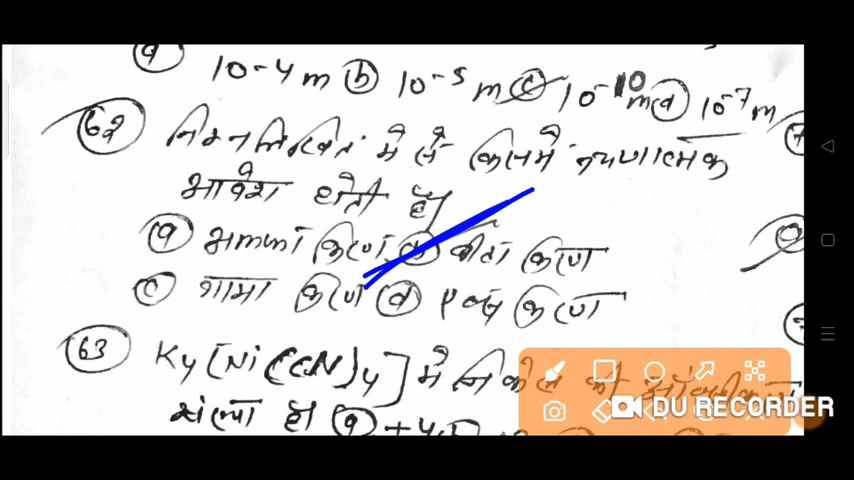 (a) 10-4 m (b) 10-5 m (c) 10-10 m (d) 10-7 m
(62) निम्नलिखित में से किसमें ऋणात्मक
आवेश होती है
(a) अल्फा किरण (b) बीटा किरण
(c) गामा किरण (d) एक्स किरण
(63) K4[Ni(CN)4] में निकेल की
संख्या है (a) +4
DU RECORDER